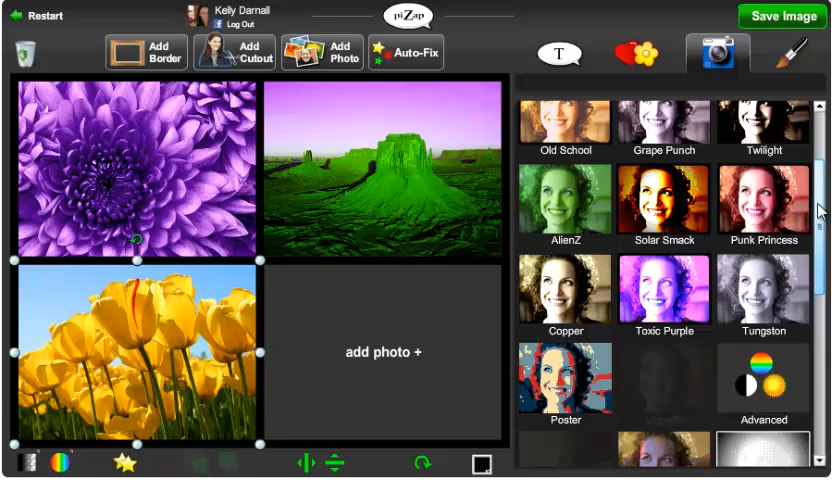 Restart
Kelly Darnall
Log Out
piZap
Save Image
Add
Border
Add
Cutout
Add
Photo
Auto-Fix
T
Old School
Grape Punch
Twilight
AlienZ
Solar Smack
Punk Princess
Copper
Toxic Purple
Tungston
add photo +
Poster
Vignette
Advanced